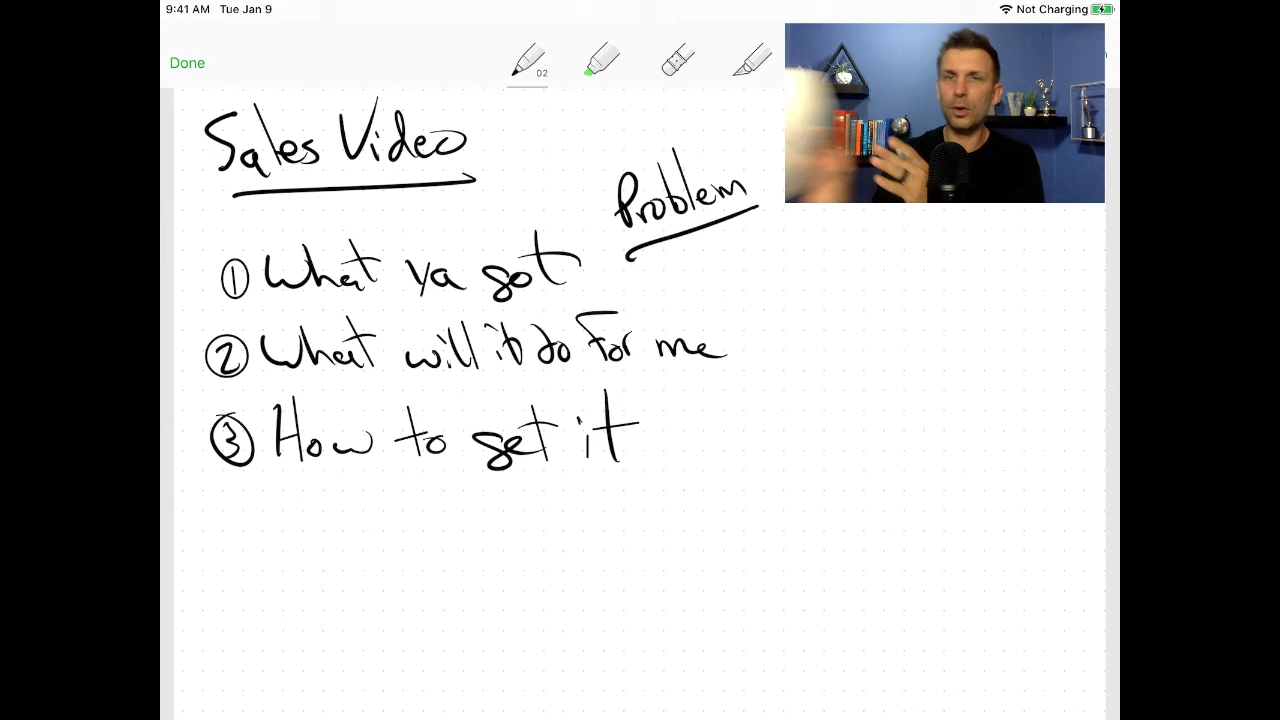 9:41 AM Tue Jan 9
Not Charging
Done
02
Sales Video
Problem
① What ya got
② What will it do for me
③ How to get it